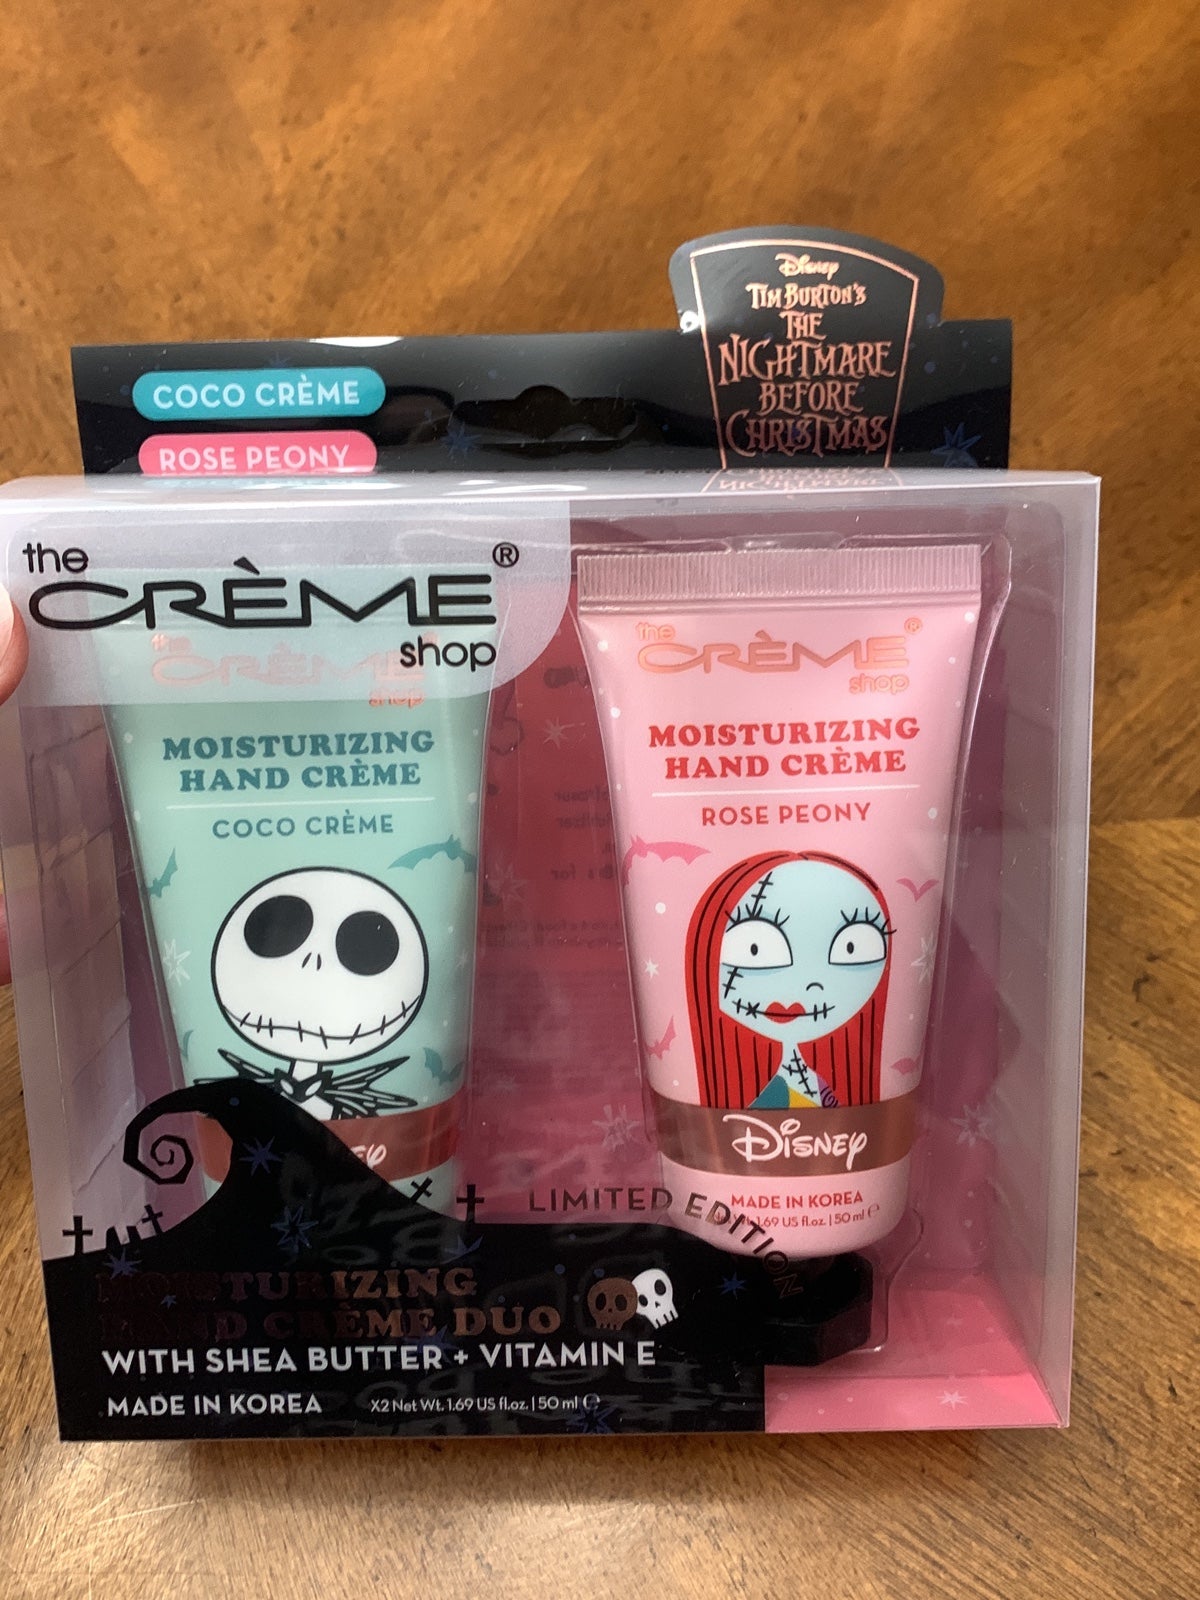 Disney
TIM BURTON'S
THE
NIGHTMARE
BEFORE
CHRISTMAS
COCO CRÈME
ROSE PEONY
the
CRÈME®
shop
the
CRÈME
shop
MOISTURIZING
HAND CRÈME
COCO CRÈME
the
CRÈME®
shop
MOISTURIZING
HAND CRÈME
ROSE PEONY
Disney
MADE IN KOREA
1.69 US fl.oz. | 50 ml ℮
LIMITED EDITION
MOISTURIZING
HAND CRÈME DUO
WITH SHEA BUTTER + VITAMIN E
MADE IN KOREA
X2 Net Wt. 1.69 US fl.oz. | 50 ml ℮